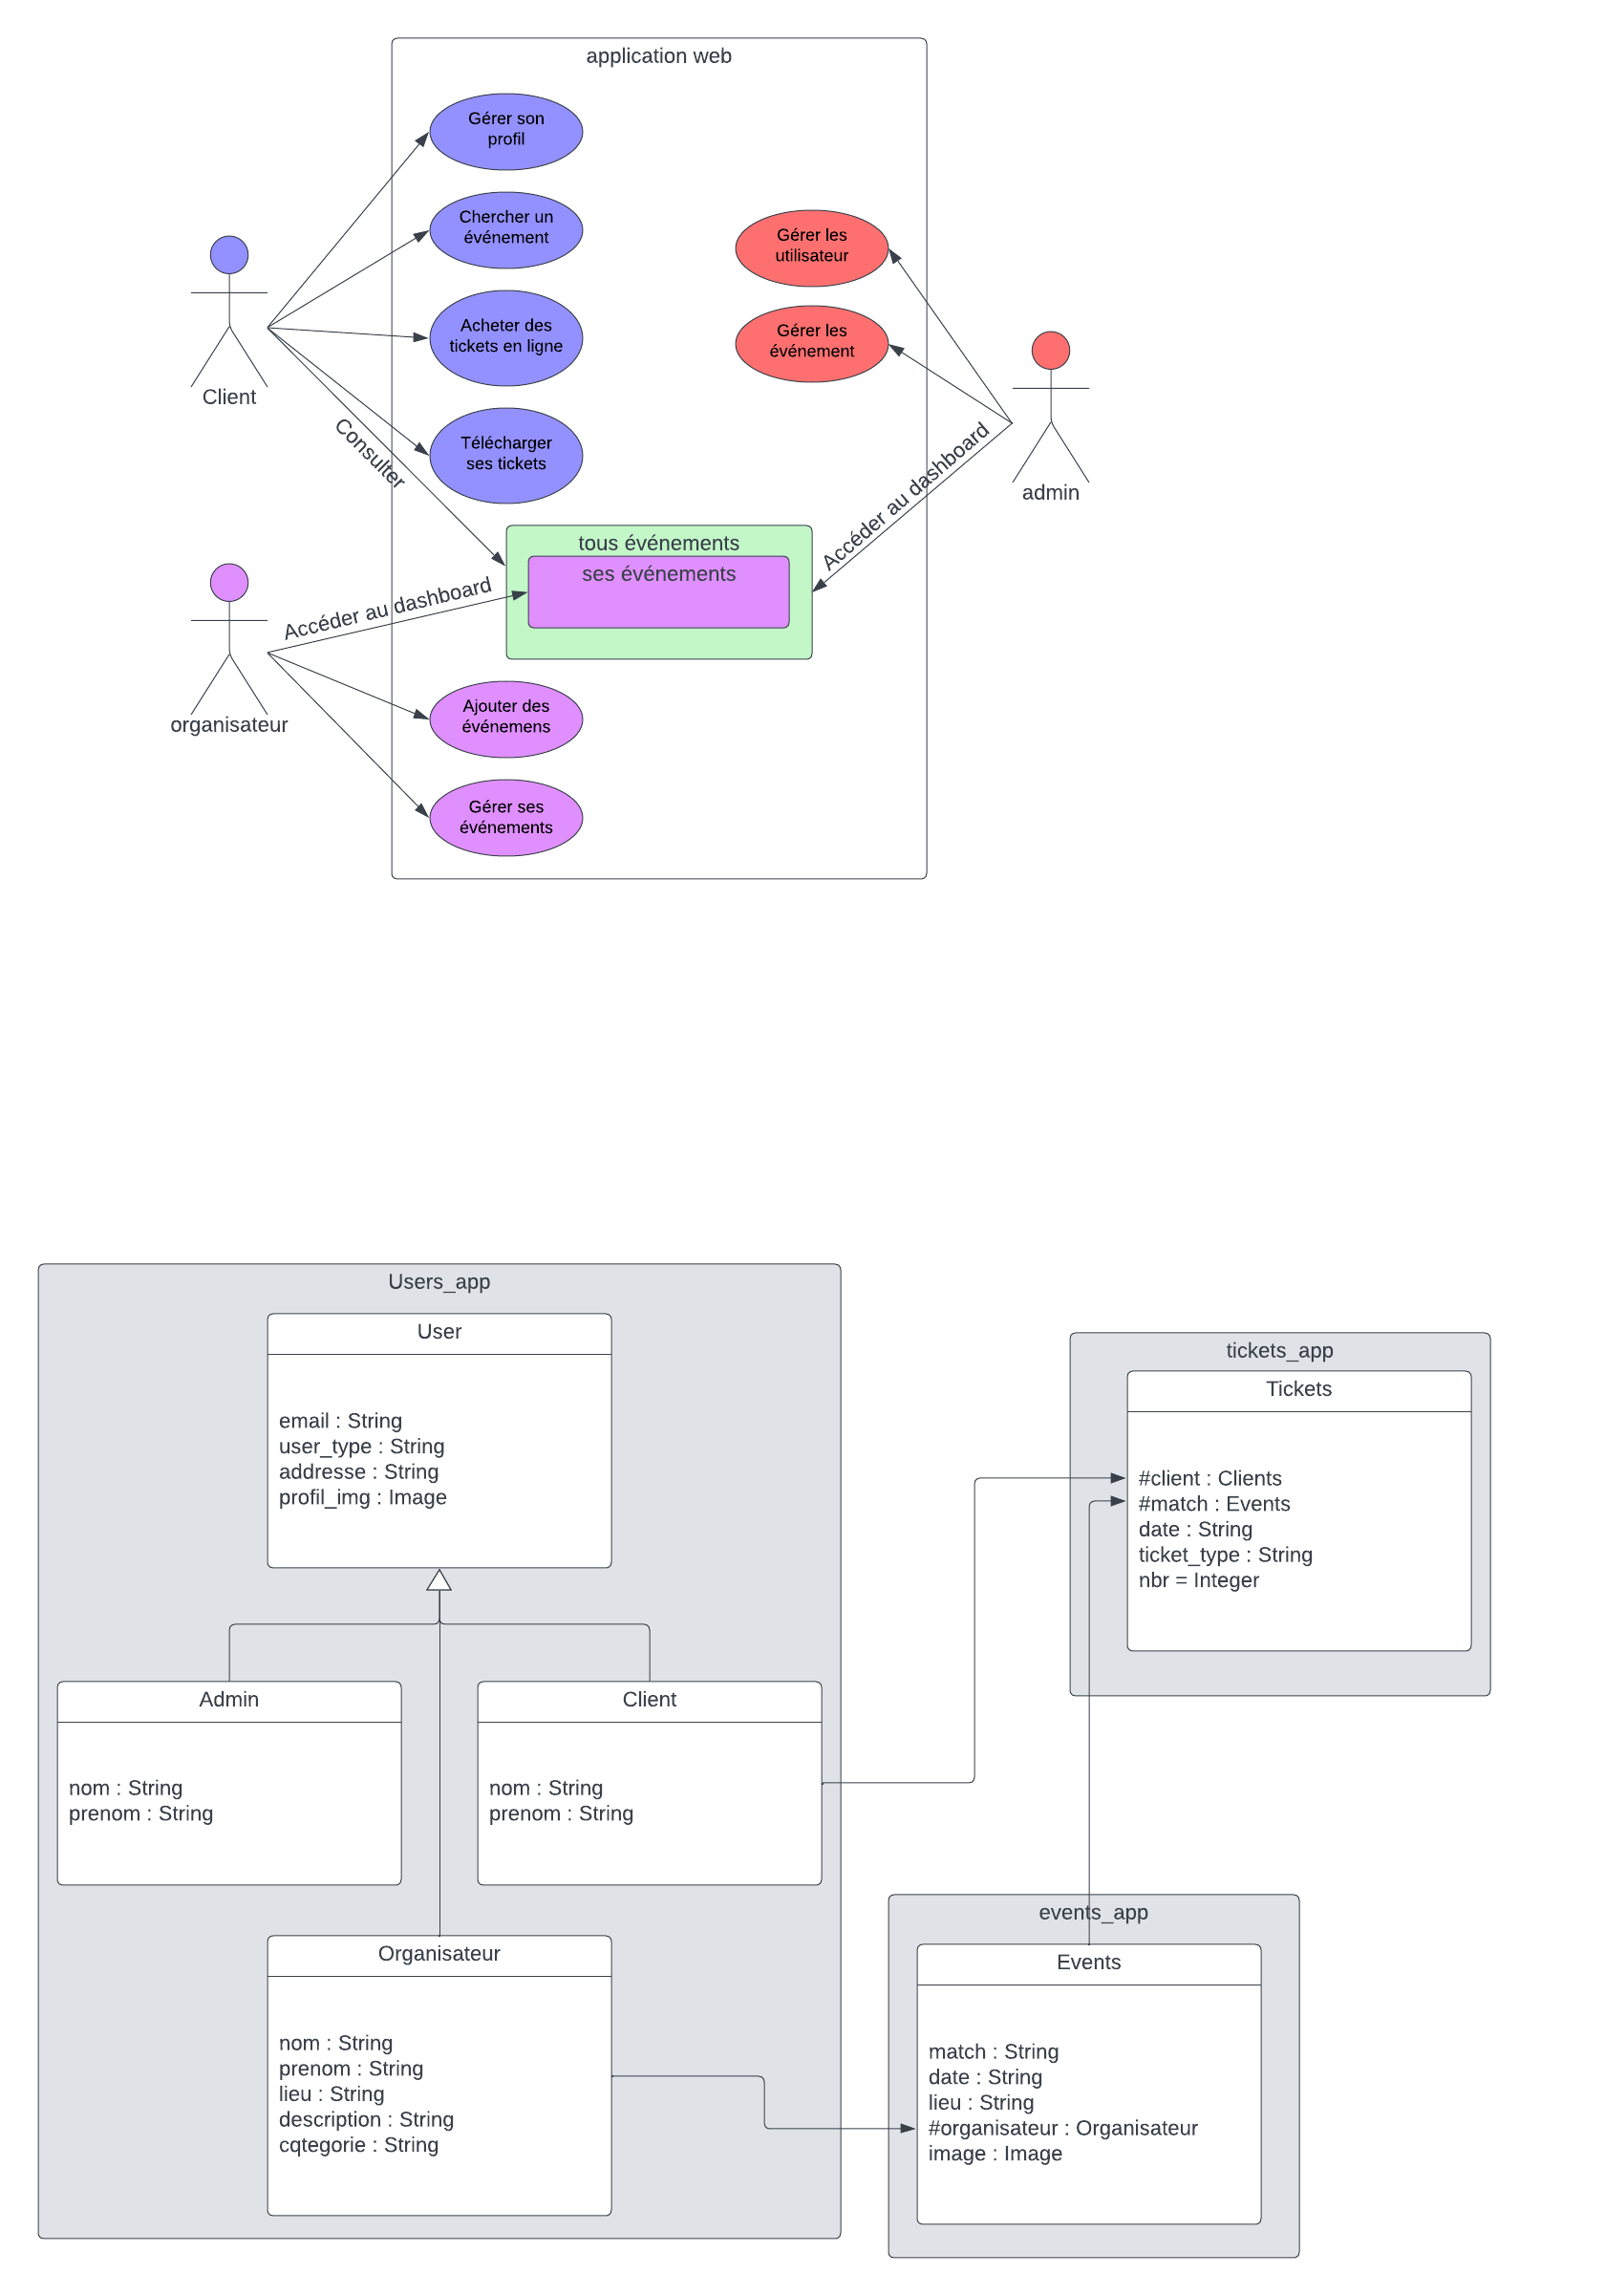 application web
Gérer son
profil
Chercher un
événement
Acheter des
tickets en ligne
Télécharger
ses tickets
Client
Consulter
Gérer les
utilisateur
Gérer les
événement
admin
Accéder au dashboard
tous événements
ses événements
Accéder au dashboard
organisateur
Ajouter des
événemens
Gérer ses
événements
Users_app
User
email : String
user_type : String
addresse : String
profil_img : Image
Admin
nom : String
prenom : String
Client
nom : String
prenom : String
Organisateur
nom : String
prenom : String
lieu : String
description : String
cqtegorie : String
tickets_app
Tickets
#client : Clients
#match : Events
date : String
ticket_type : String
nbr = Integer
events_app
Events
match : String
date : String
lieu : String
#organisateur : Organisateur
image : Image